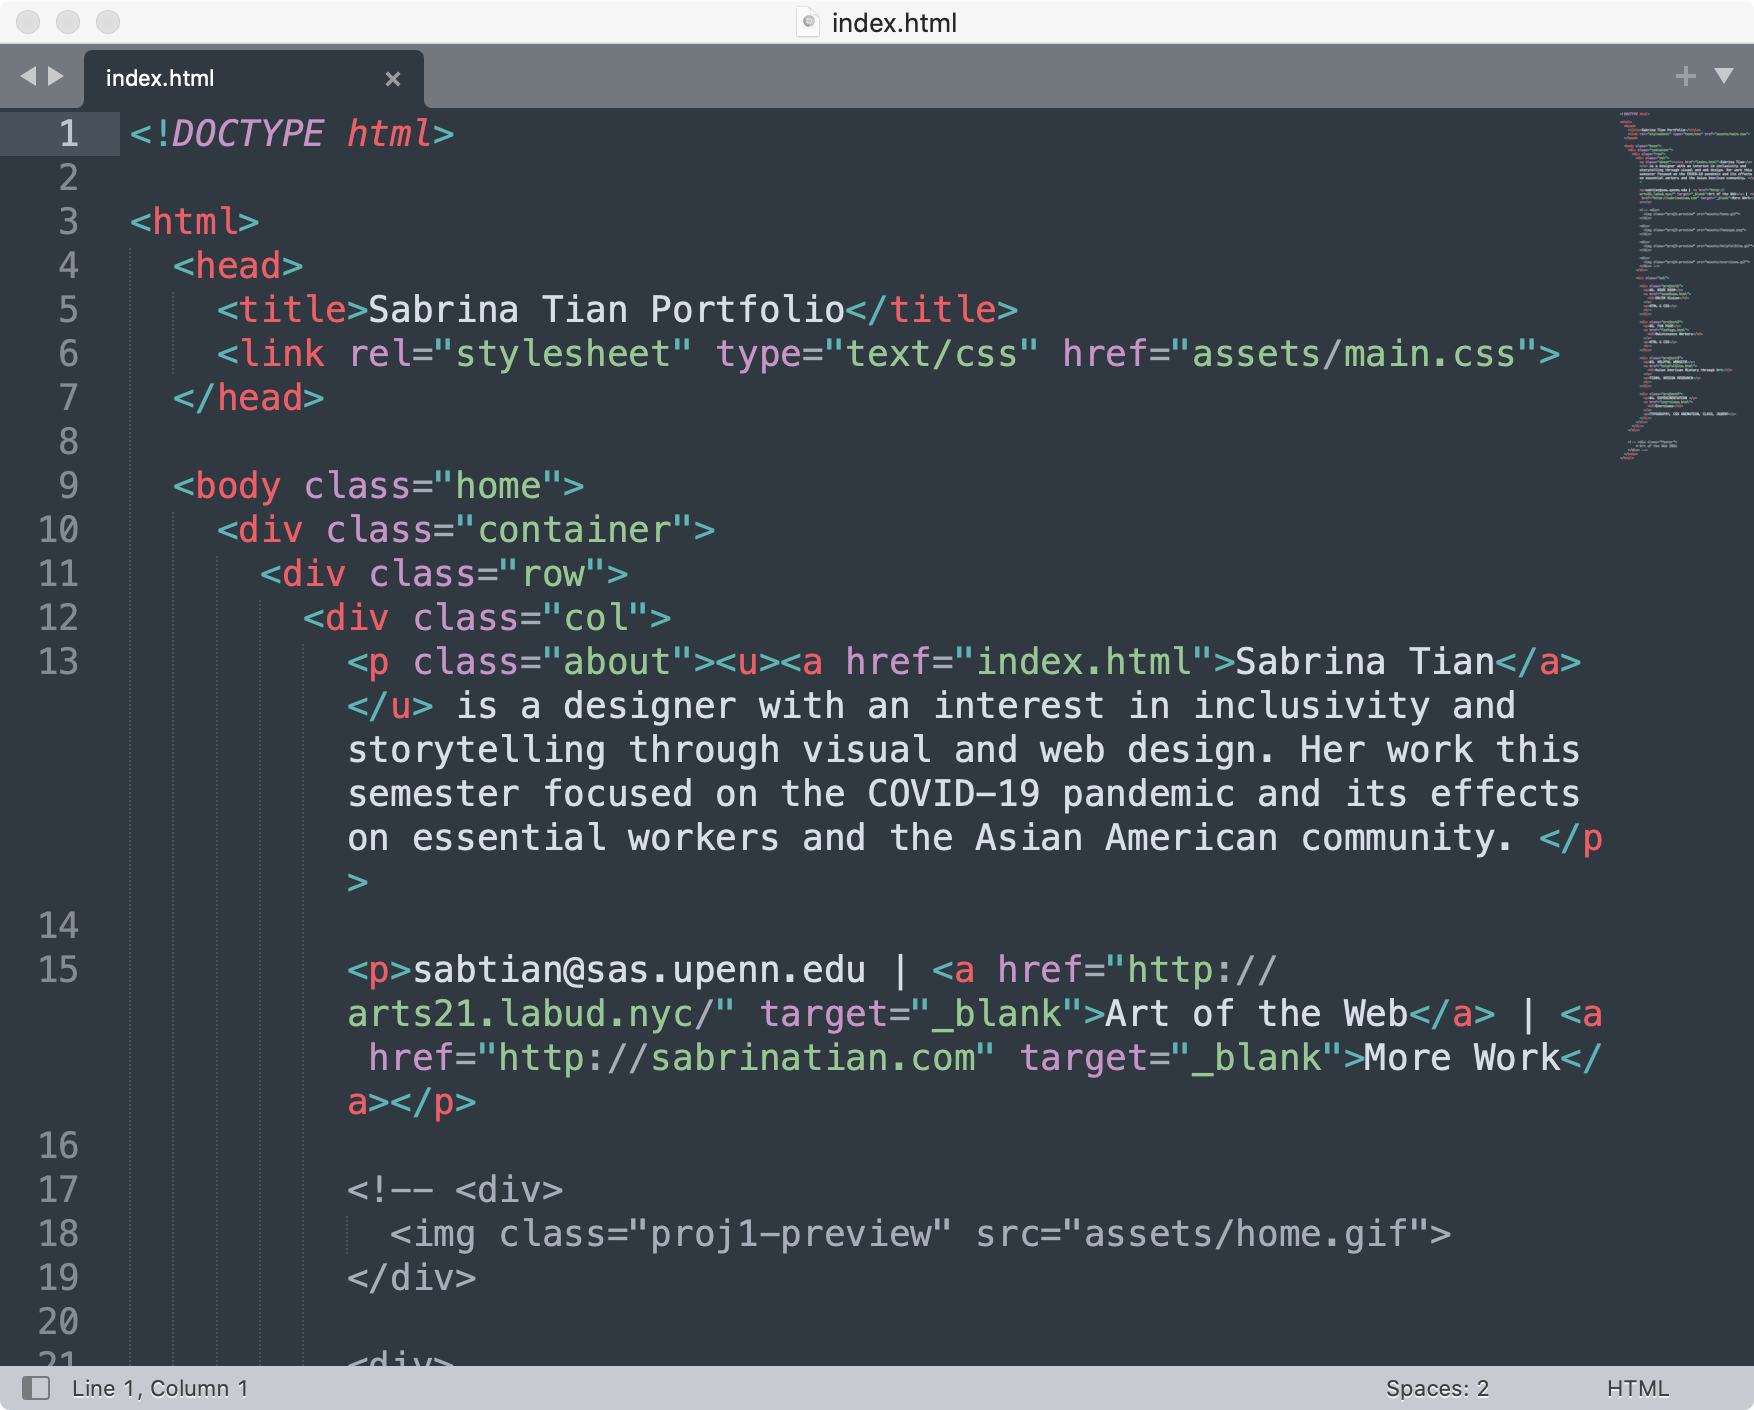 index.html
index.html ×
1 <!DOCTYPE html>
2
3 <html>
4 <head>
5 <title>Sabrina Tian Portfolio</title>
6 <link rel="stylesheet" type="text/css" href="assets/main.css">
7 </head>
8
9 <body class="home">
10 <div class="container">
11 <div class="row">
12 <div class="col">
13 <p class="about"><u><a href="index.html">Sabrina Tian</a>
</u> is a designer with an interest in inclusivity and
storytelling through visual and web design. Her work this
semester focused on the COVID-19 pandemic and its effects
on essential workers and the Asian American community. </p
>
14
15 <p>sabtian@sas.upenn.edu | <a href="http://
arts21.labud.nyc/" target="_blank">Art of the Web</a> | <a
href="http://sabrinatian.com" target="_blank">More Work</
a></p>
16
17 <!-- <div>
18 <img class="proj1-preview" src="assets/home.gif">
19 </div>
20
21 <div>
Line 1, Column 1
Spaces: 2
HTML